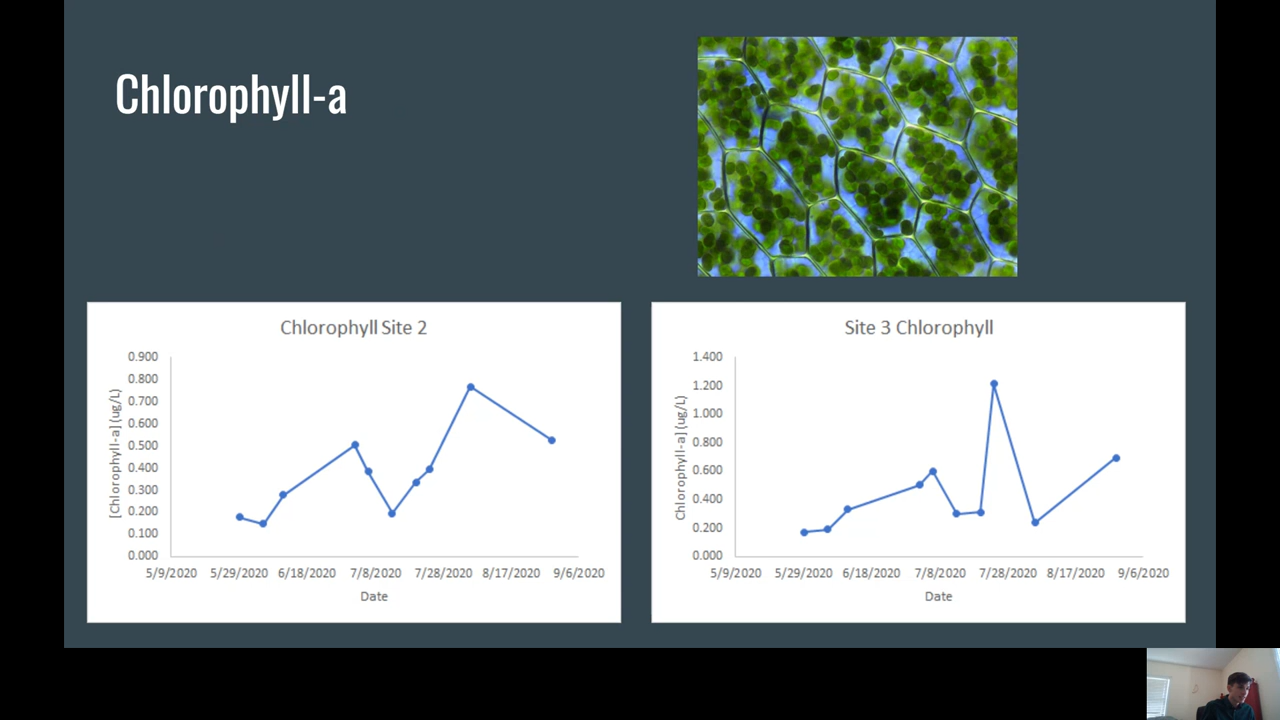 Chlorophyll-a
Chlorophyll Site 2
0.900
0.800
0.700
0.600
0.500
0.400
0.300
0.200
0.100
0.000
[Chlorophyll-a] (ug/L)
5/9/2020 5/29/2020 6/18/2020 7/8/2020 7/28/2020 8/17/2020 9/6/2020
Date
Site 3 Chlorophyll
1.400
1.200
1.000
0.800
0.600
0.400
0.200
0.000
Chlorophyll-a] (ug/L)
5/9/2020 5/29/2020 6/18/2020 7/8/2020 7/28/2020 8/17/2020 9/6/2020
Date